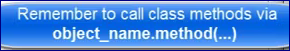 Remember to call class methods via
object_name.method(...)